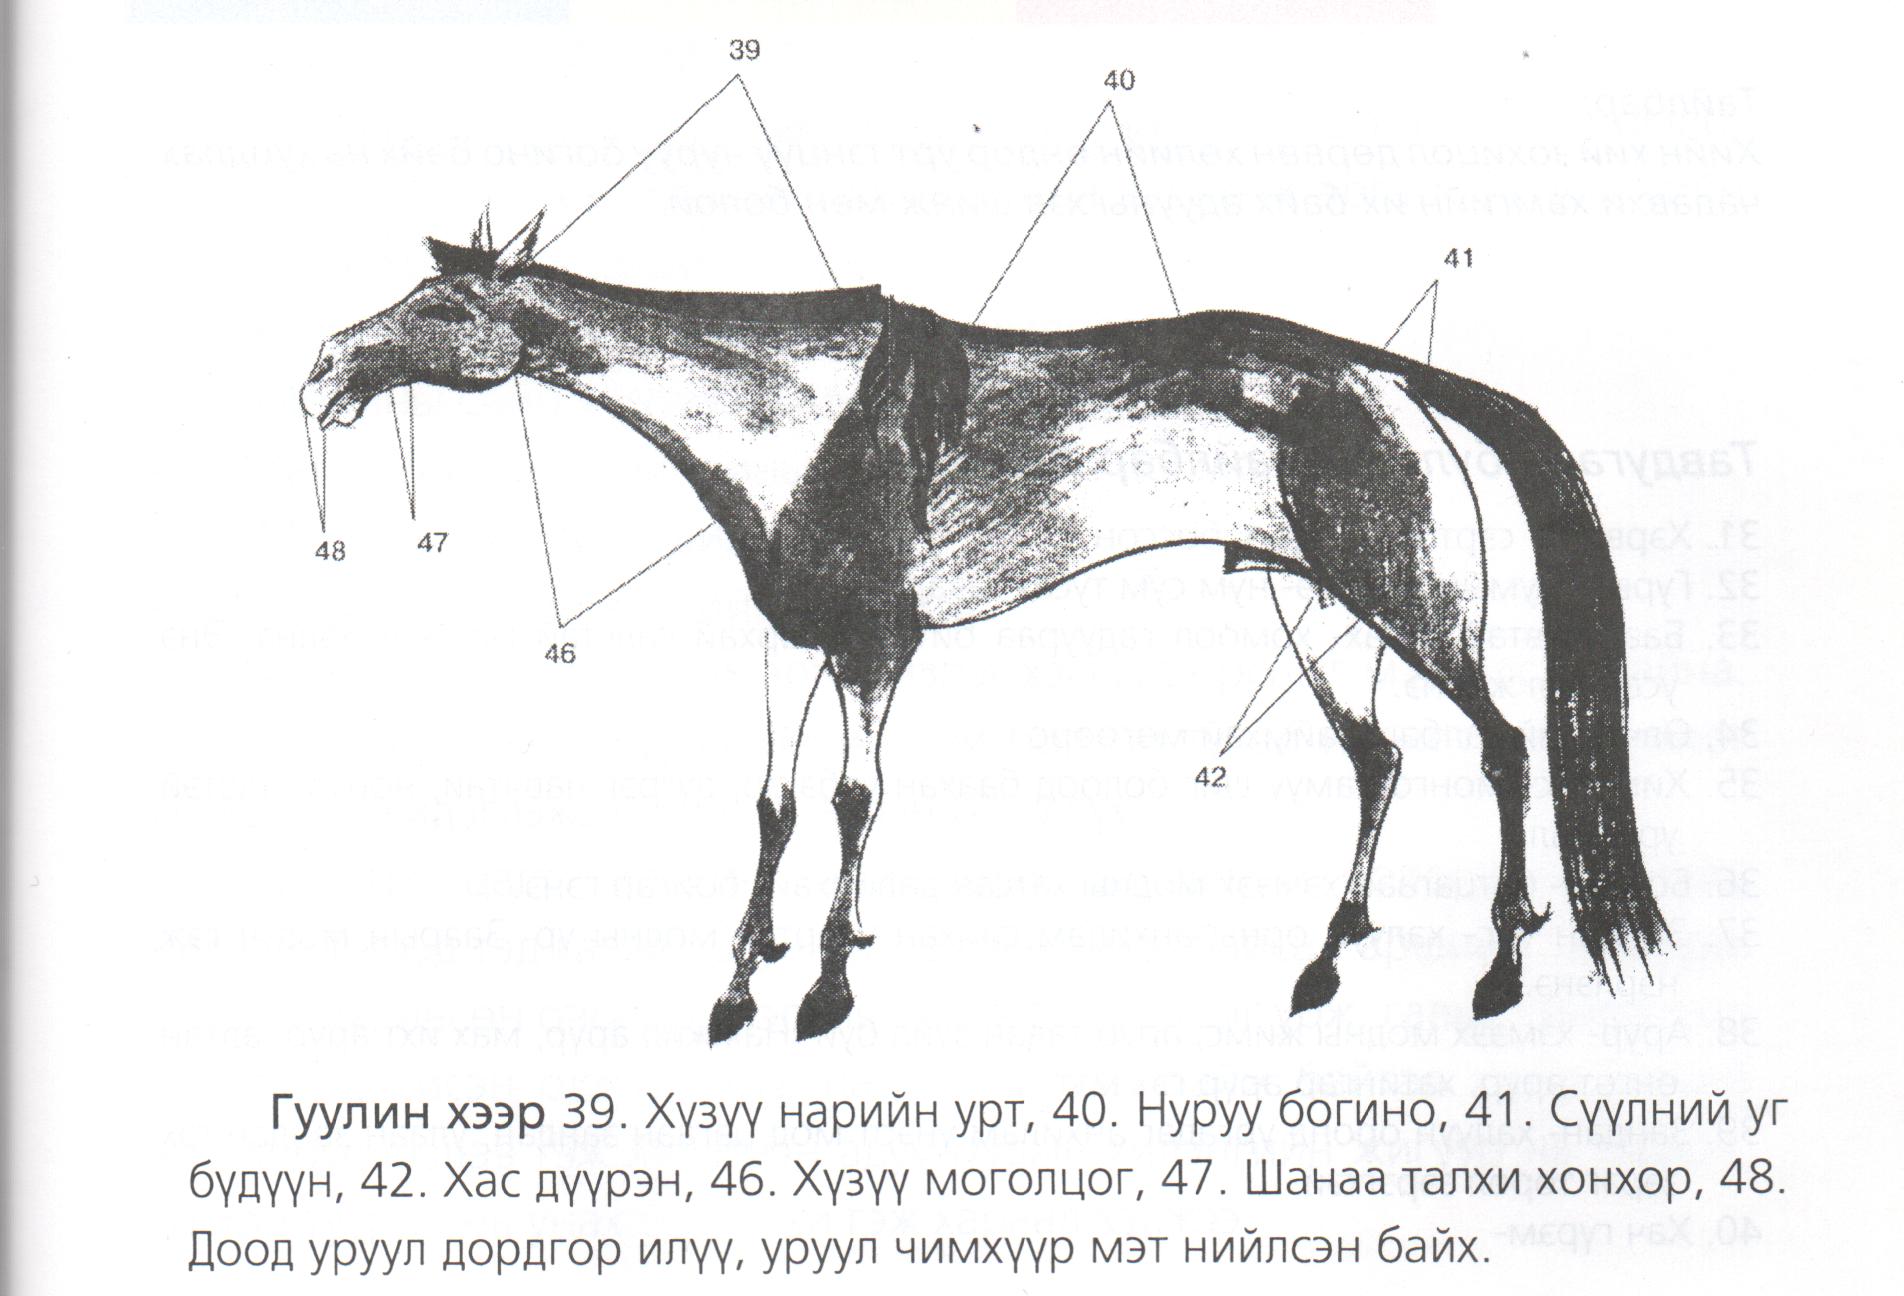 39
40
41
48
47
46
42
Гуулин хээр 39. Хүзүү нарийн урт, 40. Нуруу богино, 41 Сүүлний уг
бүдүүн, 42. Хас дүүрэн, 46. Хүзүү моголцог, 47. Шанаа талхи хонхор, 48.
Доод уруул дордгор илүү, уруул чимхүүр мэт нийлсэн байх.